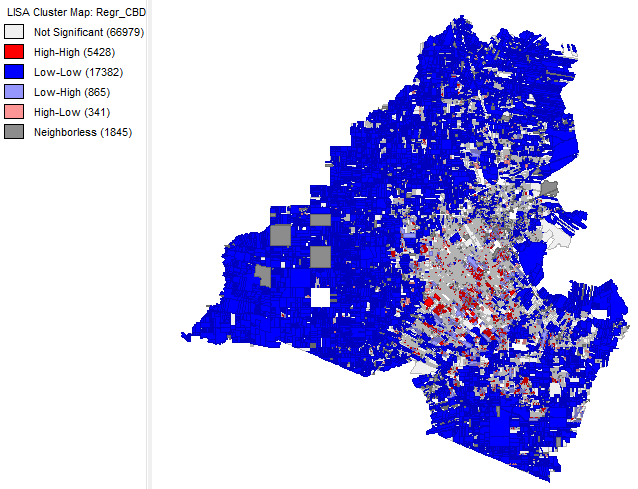 LISA Cluster Map: Regr_CBD
Not Significant (66979)
High-High (5428)
Low-Low (17382)
Low-High (865)
High-Low (341)
Neighborless (1845)